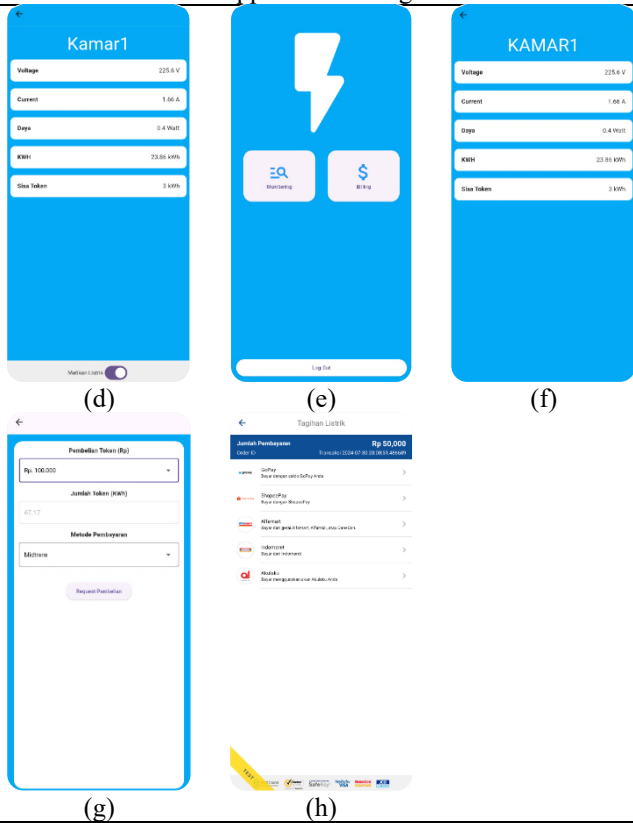 Kamar1
Voltage 225.6 V
Current 1.66 A
Daya 0.4 Watt
KWH 23.86 kWh
Sisa Token 3 kWh
Matikan Listrik
(d)
Monitoring
Billing
Log Out
(e)
KAMAR1
Voltage 225.6 V
Current 1.66 A
Daya 0.4 Watt
KWH 23.86 kWh
Sisa Token 3 kWh
(f)
Pembelian Token (Rp)
Rp. 100.000
Jumlah Token (KWh)
67.17
Metode Pembayaran
Midtrans
Request Pembelian
(g)
Tagihan Listrik
Jumlah Pembayaran Rp 50,000
Order ID
GoPay
Bayar dengan saldo GoPay Anda
ShopeePay
Bayar dengan ShopeePay
Alfamart
Indomaret
Bayar dari Indomaret
Akulaku
TEST
VISA
JCB
(h)